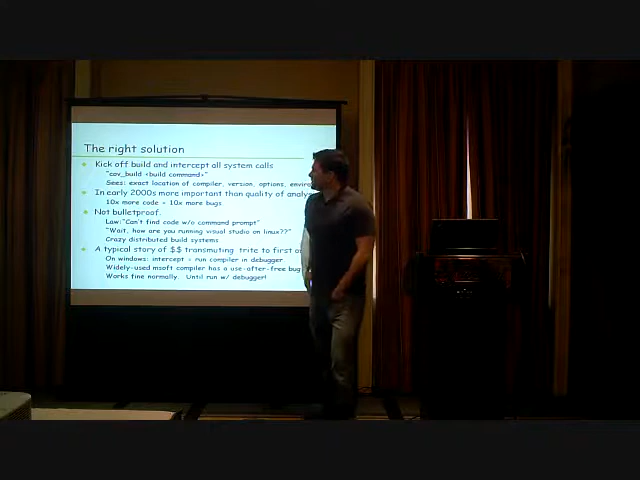 The right solution
Kick off build and intercept all system calls
"cov_build <build command>"
Sees: exact location of compiler, version, options, enviro
In early 2000s more important than quality of analy
10x more code = 10x more bugs
Not bulletproof.
Law: "Can't find code w/o command prompt"
"Wait, how are you running visual studio on linux??"
Crazy distributed build systems
A typical story of $$ transmuting trite to first o
On windows: intercept = run compiler in debugger.
Widely-used msoft compiler has a use-after-free bug
Works fine normally. Until run w/ debugger!